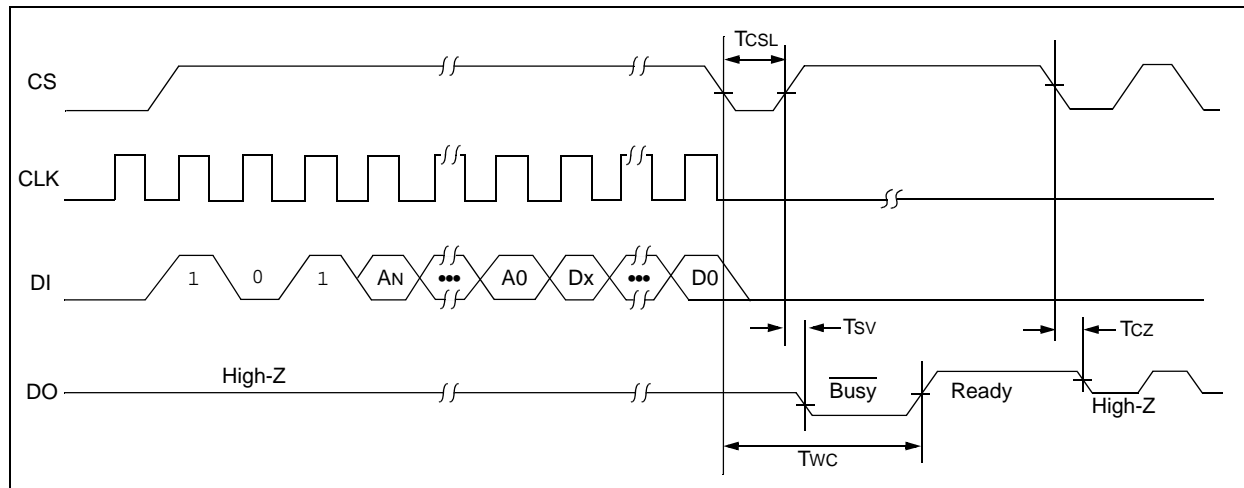 TCSL
CS
CLK
DI
1 0 1 AN ••• A0 Dx ••• D0
TSV
TCZ
DO
High-Z
Busy
Ready
High-Z
TWC